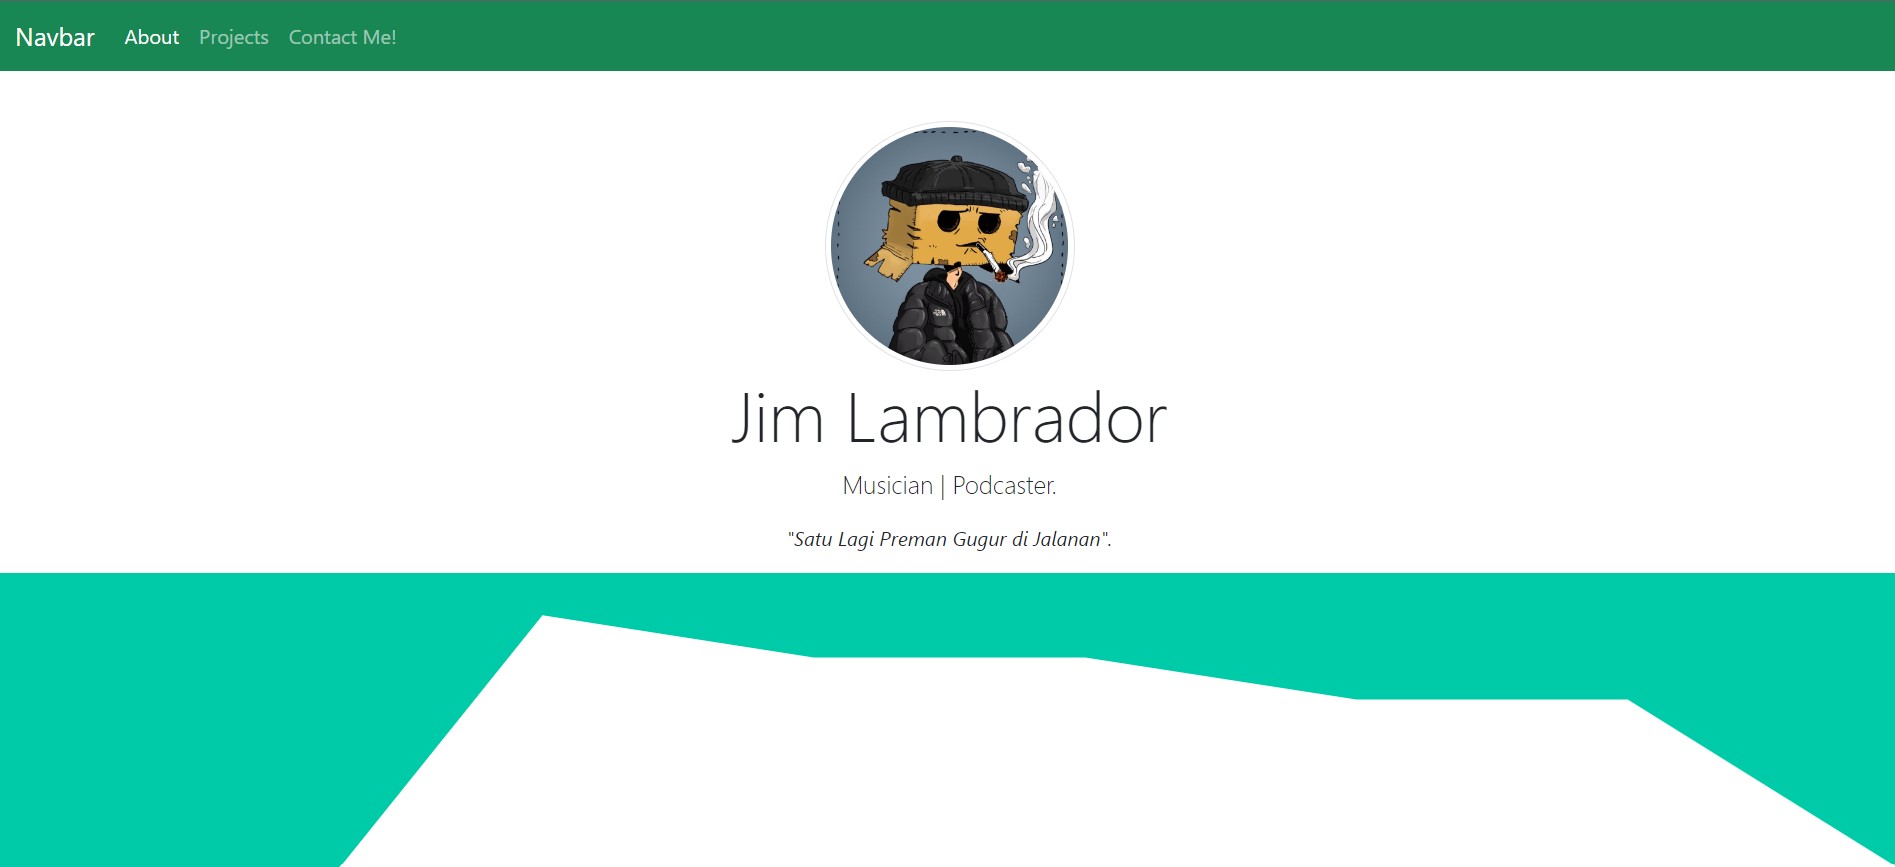 Navbar About Projects Contact Me!
Jim Lambrador
Musician | Podcaster.
"Satu Lagi Preman Gugur di Jalanan".